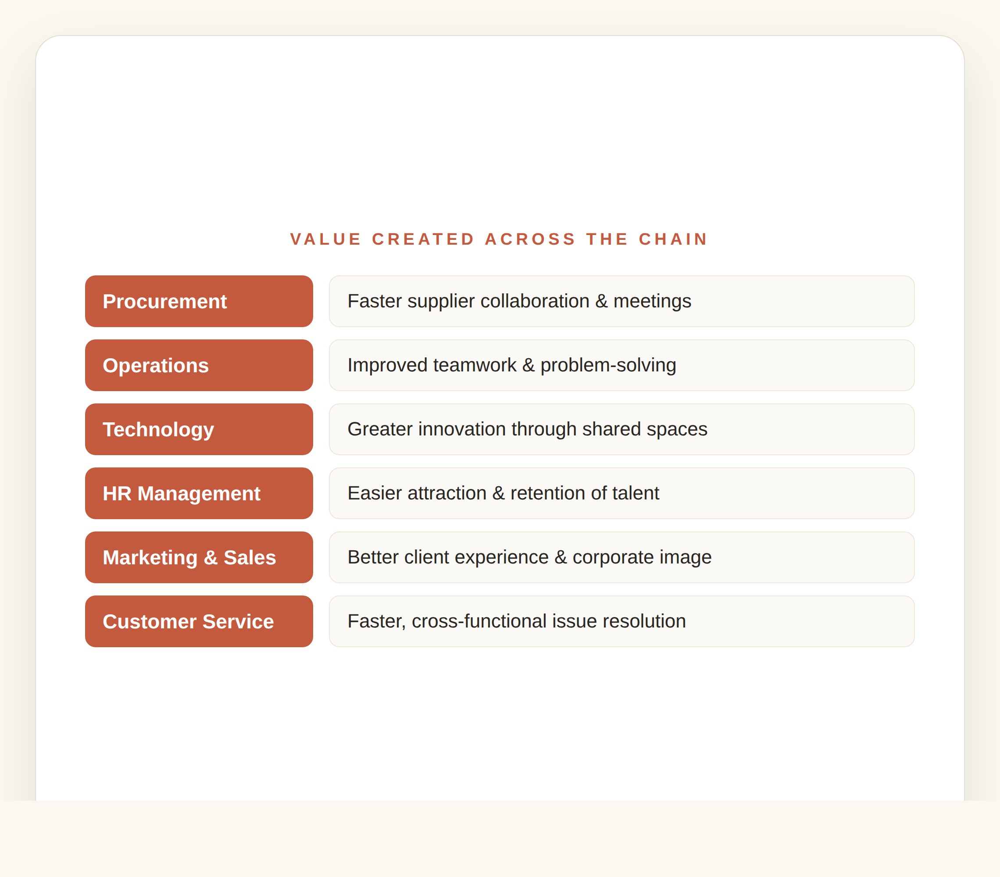 VALUE CREATED ACROSS THE CHAIN
Procurement
Faster supplier collaboration & meetings
Operations
Improved teamwork & problem-solving
Technology
Greater innovation through shared spaces
HR Management
Easier attraction & retention of talent
Marketing & Sales
Better client experience & corporate image
Customer Service
Faster, cross-functional issue resolution